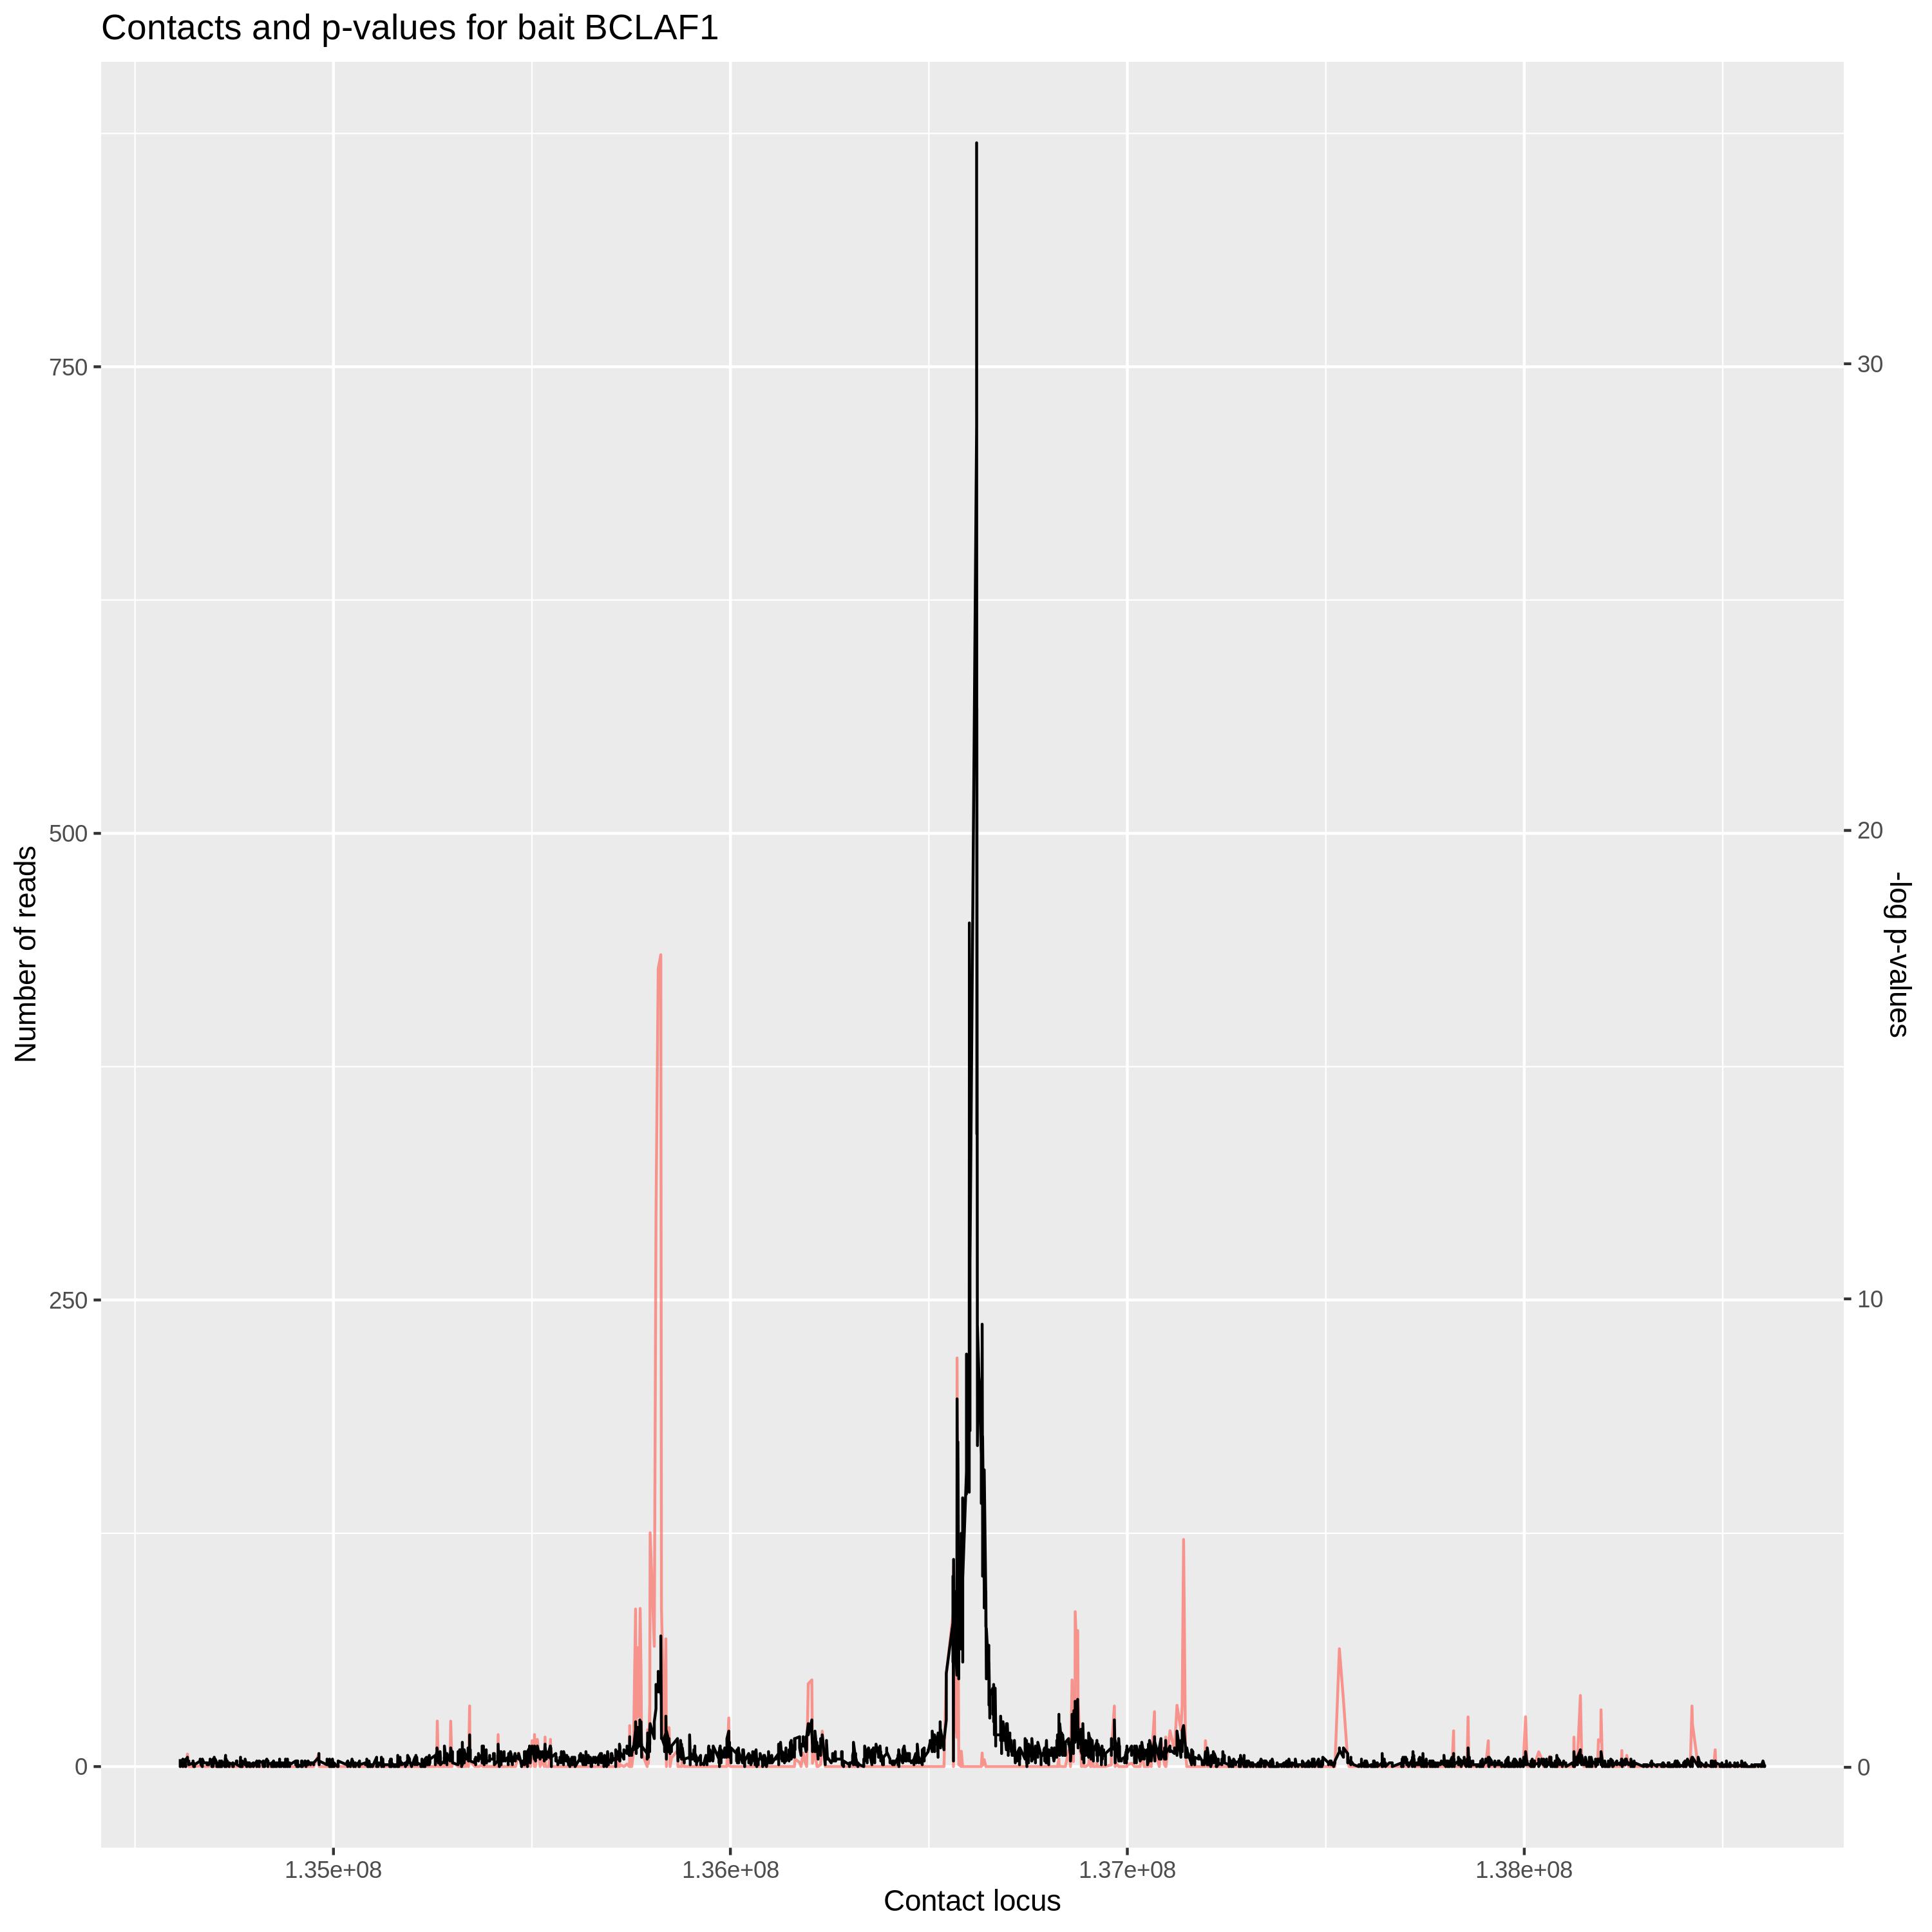 Contacts and p-values for bait BCLAF1
750
500
250
0
30
20
10
0
Number of reads
-log p-values
1.35e+08
1.36e+08
1.37e+08
1.38e+08
Contact locus